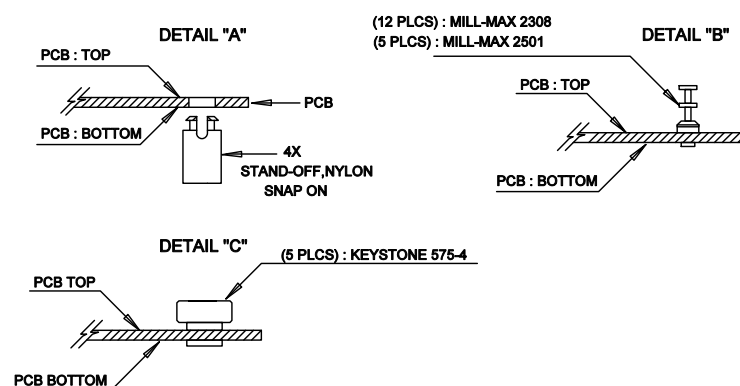 DETAIL "A"
PCB : TOP
PCB
PCB : BOTTOM
4X
STAND-OFF,NYLON
SNAP ON
(12 PLCS) : MILL-MAX 2308
(5 PLCS) : MILL-MAX 2501
DETAIL "B"
PCB : TOP
PCB : BOTTOM
DETAIL "C"
(5 PLCS) : KEYSTONE 575-4
PCB TOP
PCB BOTTOM